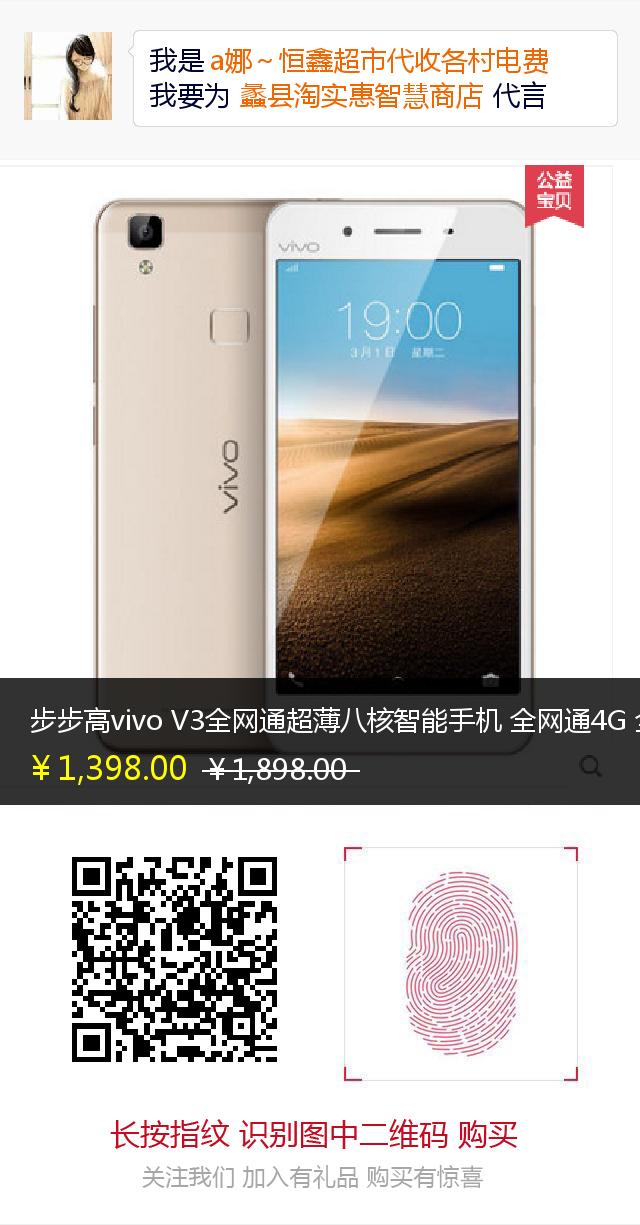 我是 a娜～恒鑫超市代收各村电费
我要为 蠡县淘实惠智慧商店 代言
公益
宝贝
vivo
19:00
3月1日 星期二
vivo
步步高vivo V3全网通超薄八核智能手机 全网通4G
￥1,398.00 ￥1,898.00
长按指纹 识别图中二维码 购买
关注我们 加入有礼品 购买有惊喜